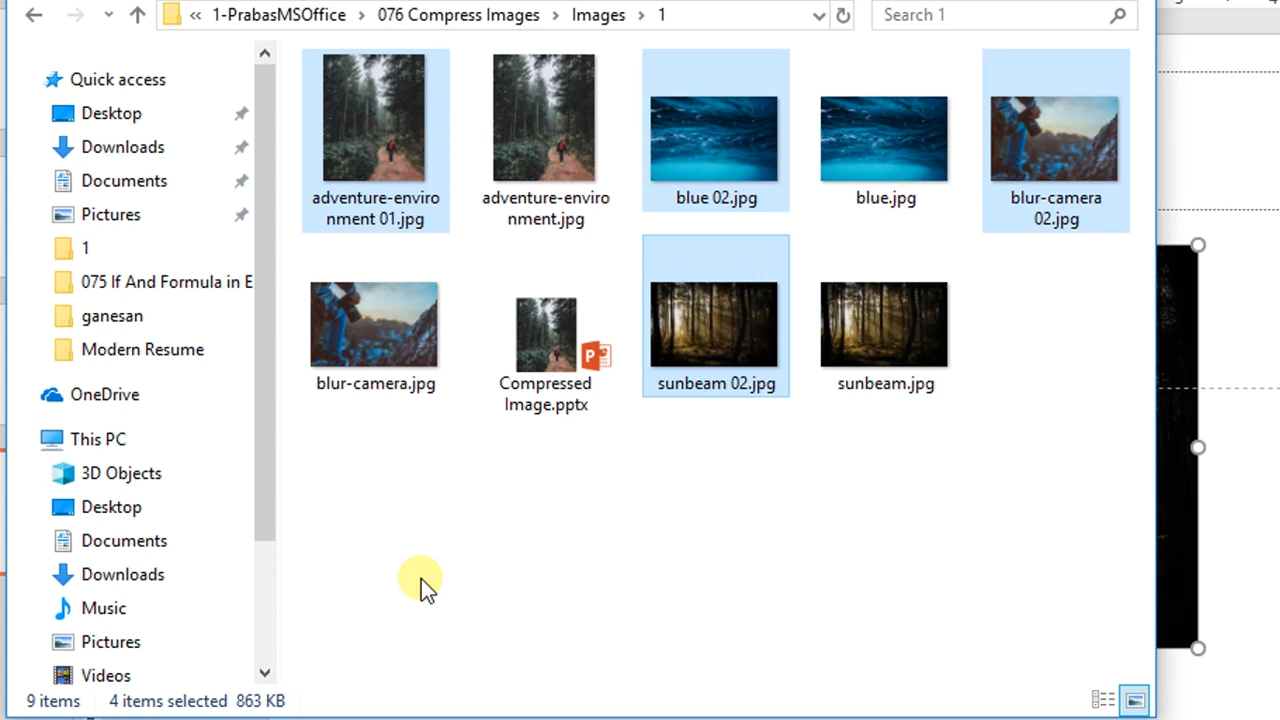 « 1-PrabasMSOffice › 076 Compress Images › Images › 1
Search 1
Quick access
Desktop
Downloads
Documents
Pictures
1
075 If And Formula in E
ganesan
Modern Resume
OneDrive
This PC
3D Objects
Desktop
Documents
Downloads
Music
Pictures
Videos
adventure-enviro
nment 01.jpg
adventure-enviro
nment.jpg
blue 02.jpg
blue.jpg
blur-camera
02.jpg
blur-camera.jpg
Compressed
Image.pptx
sunbeam 02.jpg
sunbeam.jpg
9 items
4 items selected 863 KB